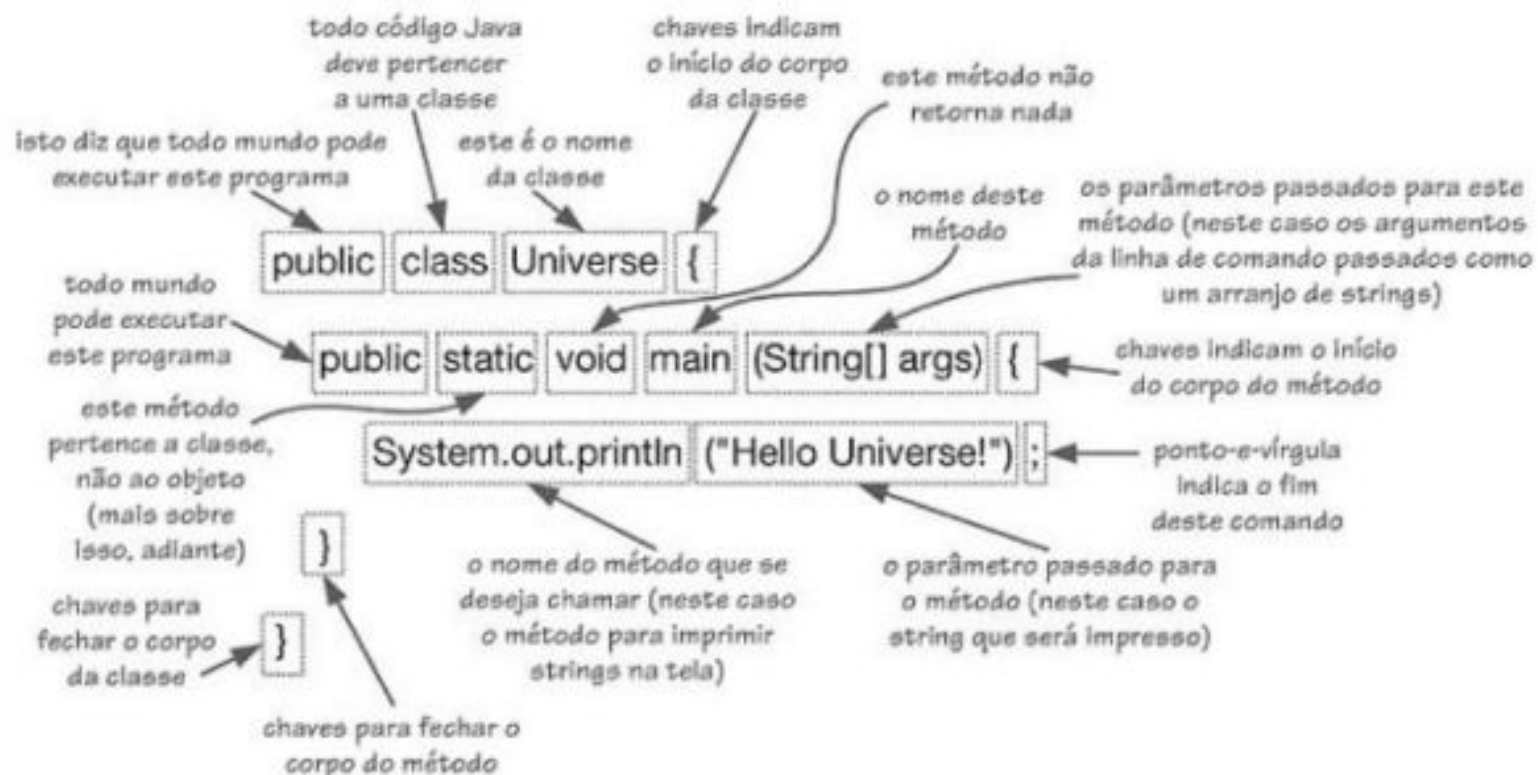 todo código Java
deve pertencer
a uma classe
chaves indicam
o início do corpo
da classe
este método não
retorna nada
isto diz que todo mundo pode
executar este programa
este é o nome
da classe
o nome deste
método
os parâmetros passados para este
método (neste caso os argumentos
da linha de comando passados como
um arranjo de strings)
public class Universe {
todo mundo
pode executar
este programa
public static void main (String[] args) {
chaves indicam o início
do corpo do método
este método
pertence a classe,
não ao objeto
(mais sobre
isso, adiante)
System.out.println ("Hello Universe!") ;
ponto-e-vírgula
indica o fim
deste comando
}
o nome do método que se
deseja chamar (neste caso
o método para imprimir
strings na tela)
o parâmetro passado para
o método (neste caso o
string que será impresso)
chaves para
fechar o corpo
da classe
}
chaves para fechar o
corpo do método